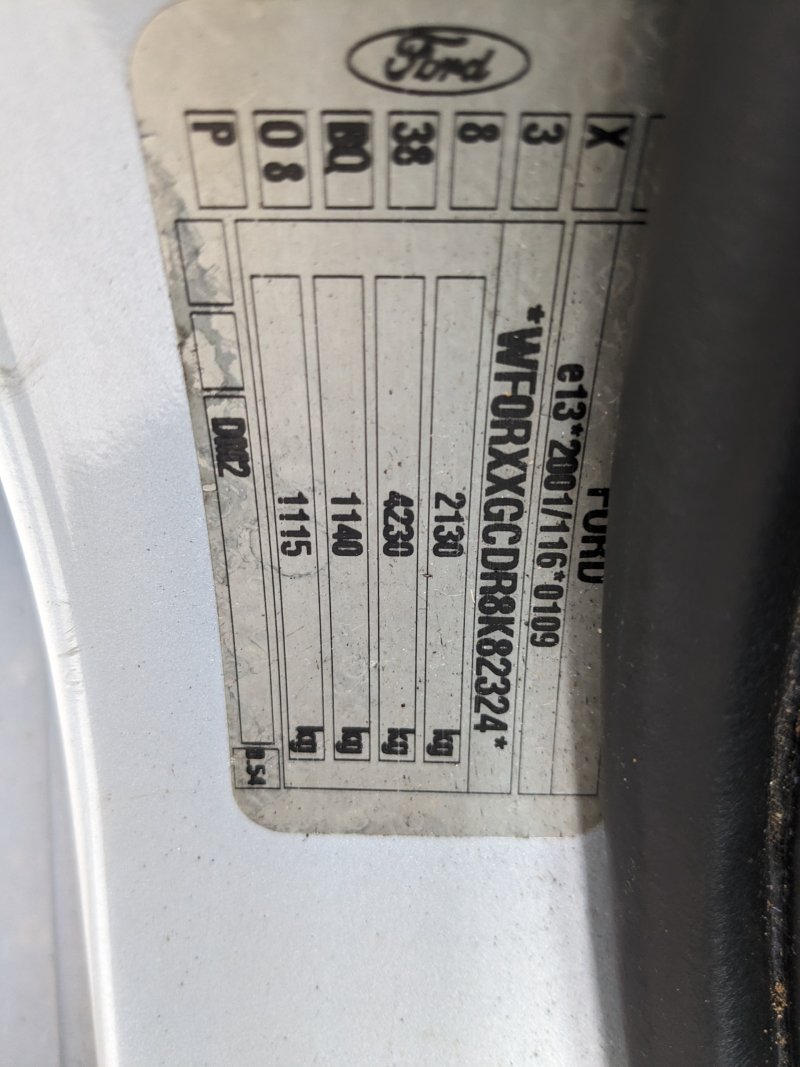 Ford
FORD
e13*2001/116*0109
*WF0RXXGCDR8K82324*
2130 kg
4230 kg
1140 kg
1115 kg
X
3
8
38
BQ
0 8
P